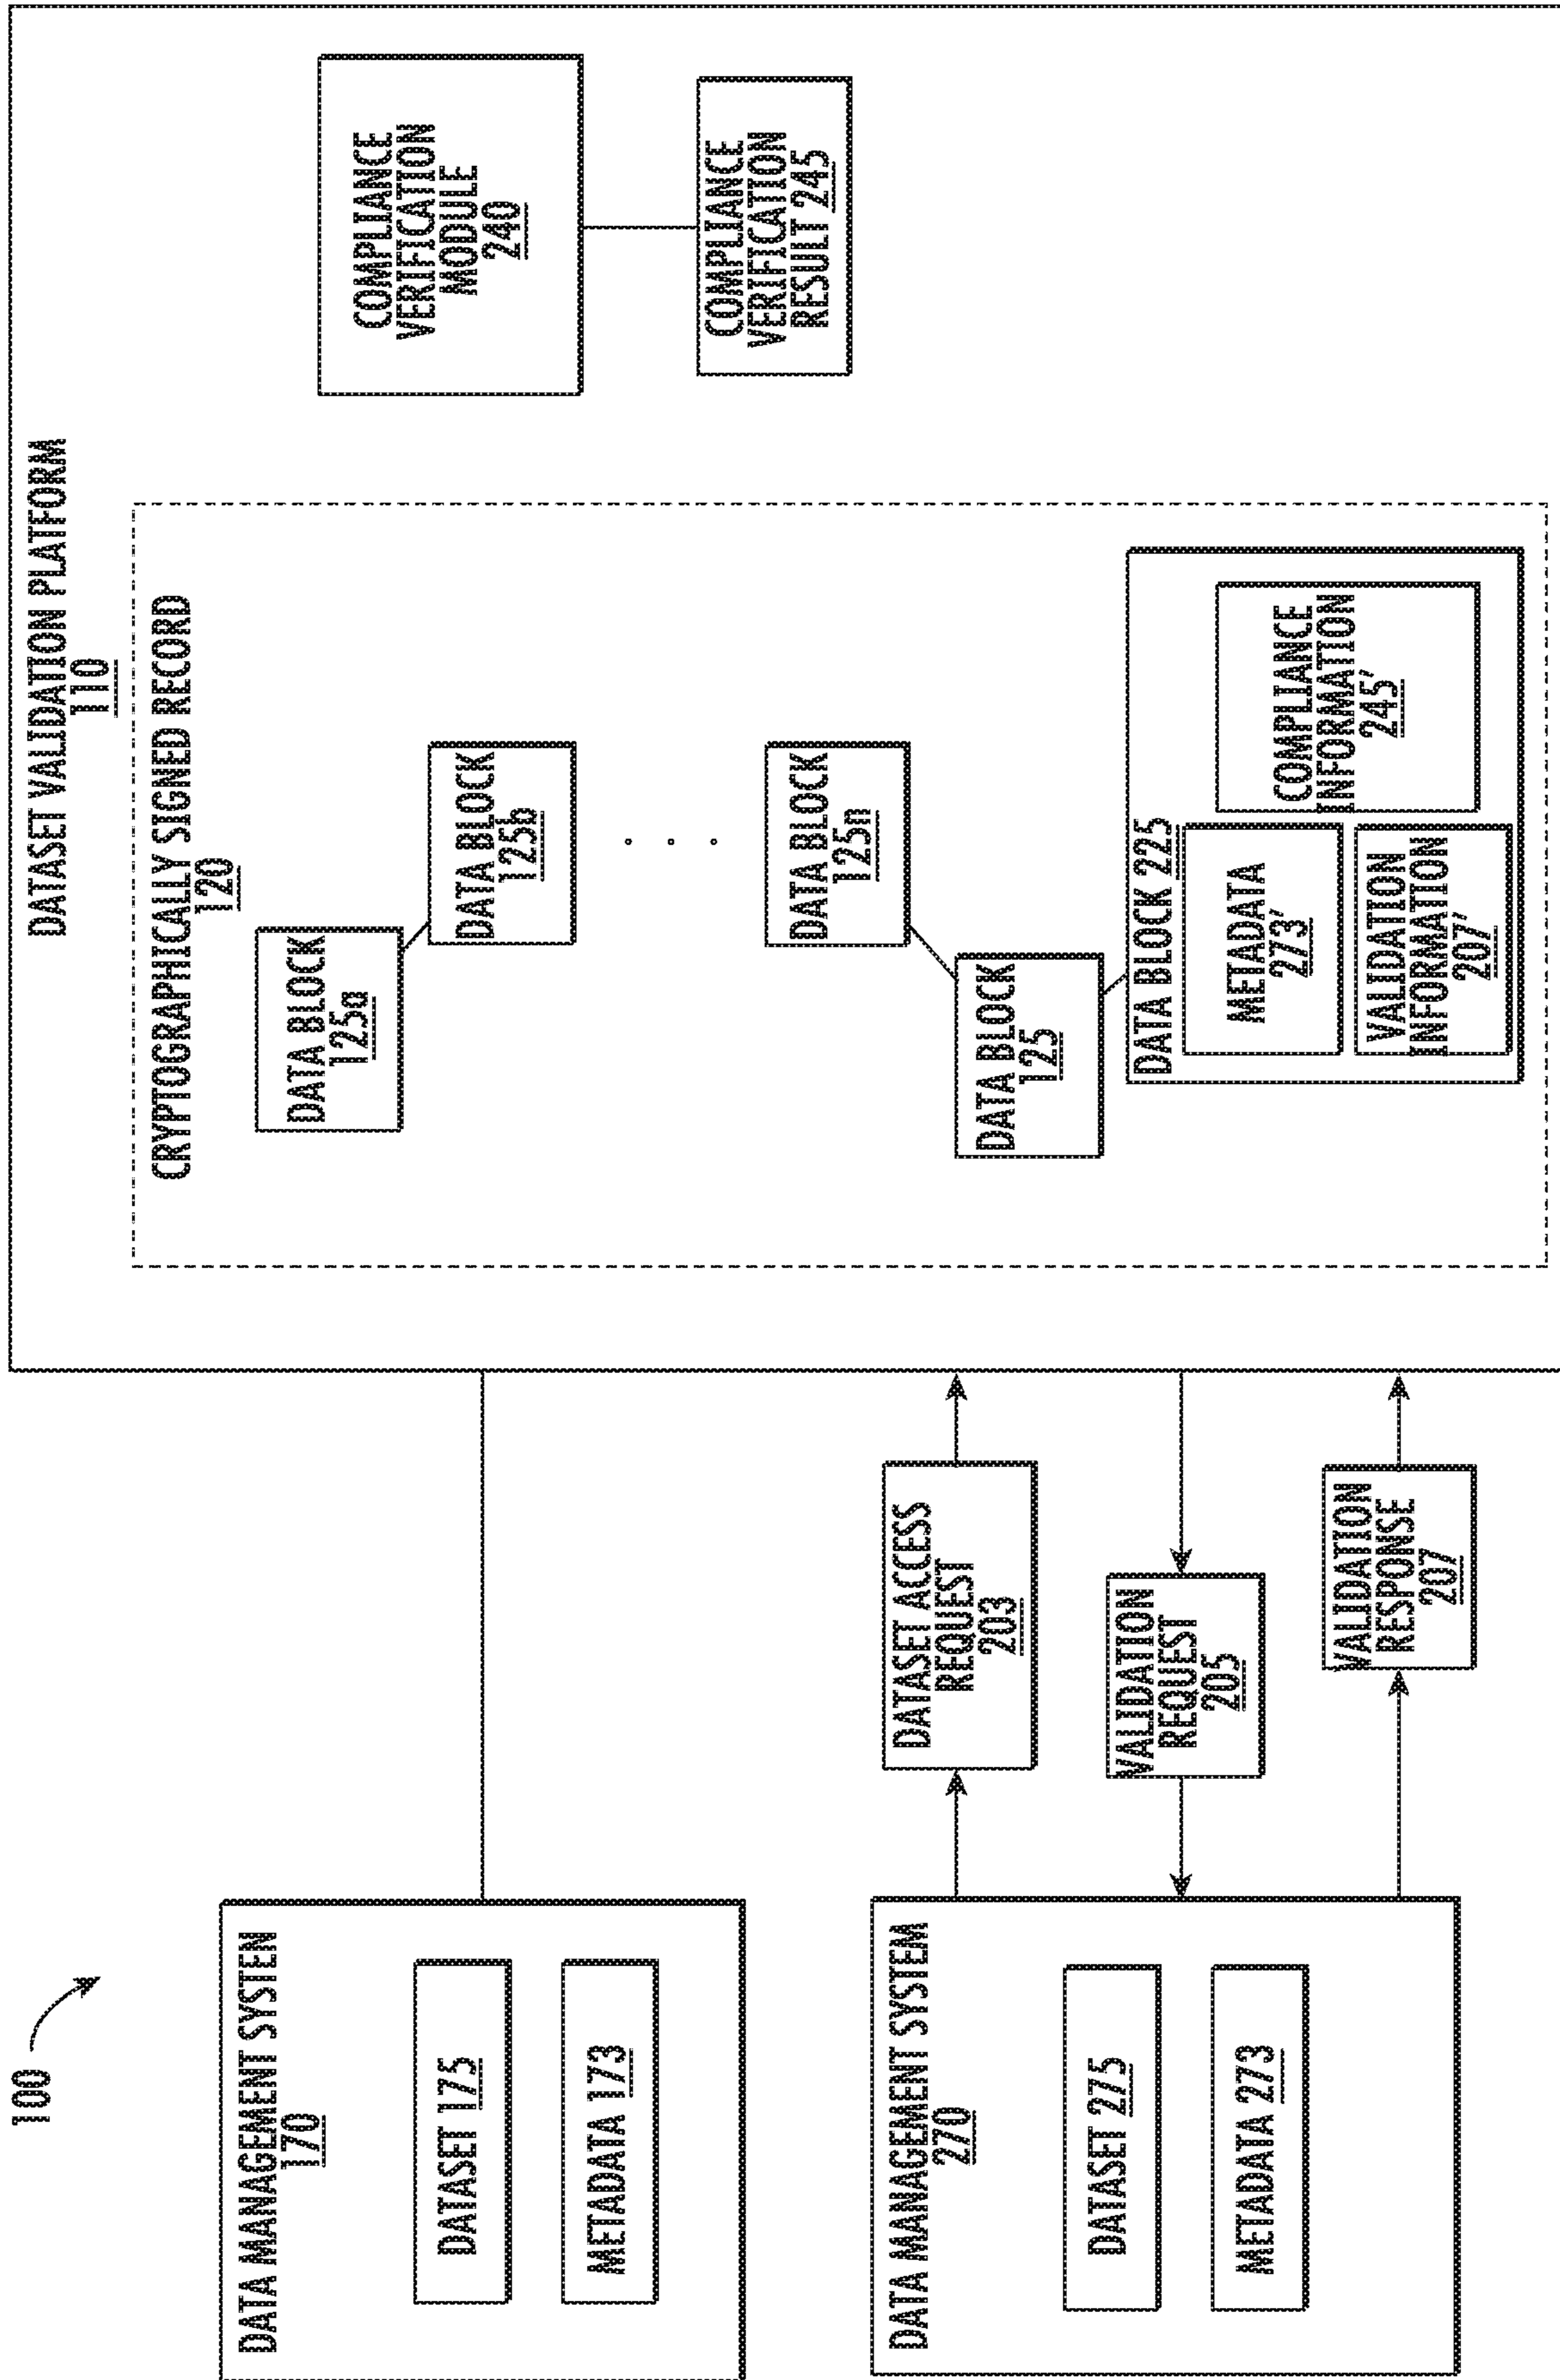 100
DATA MANAGEMENT SYSTEN
170
DATASET 175
METADATA 173
DATA MANAGEMENT SYSTEM
270
DATASET 275
METADATA 273
DATASET ACCESS
REQUEST
203
VALIDATION
REQUEST
205
VALIDATION
RESPONSE
207
DATASET VALIDATION PLATFORM
110
CRYPTOGRAPHICALLY SIGNED RECORD
120
DATA BLOCK
125a
DATA BLOCK
125b
. . .
DATA BLOCK
125n
DATA BLOCK
125
DATA BLOCK 225
METADATA
273'
VALIDATION
INFORMATION
207'
COMPLIANCE
INFORMATION
245'
COMPLIANCE
VERIFICATION
MODULE
240
COMPLIANCE
VERIFICATION
RESULT 245